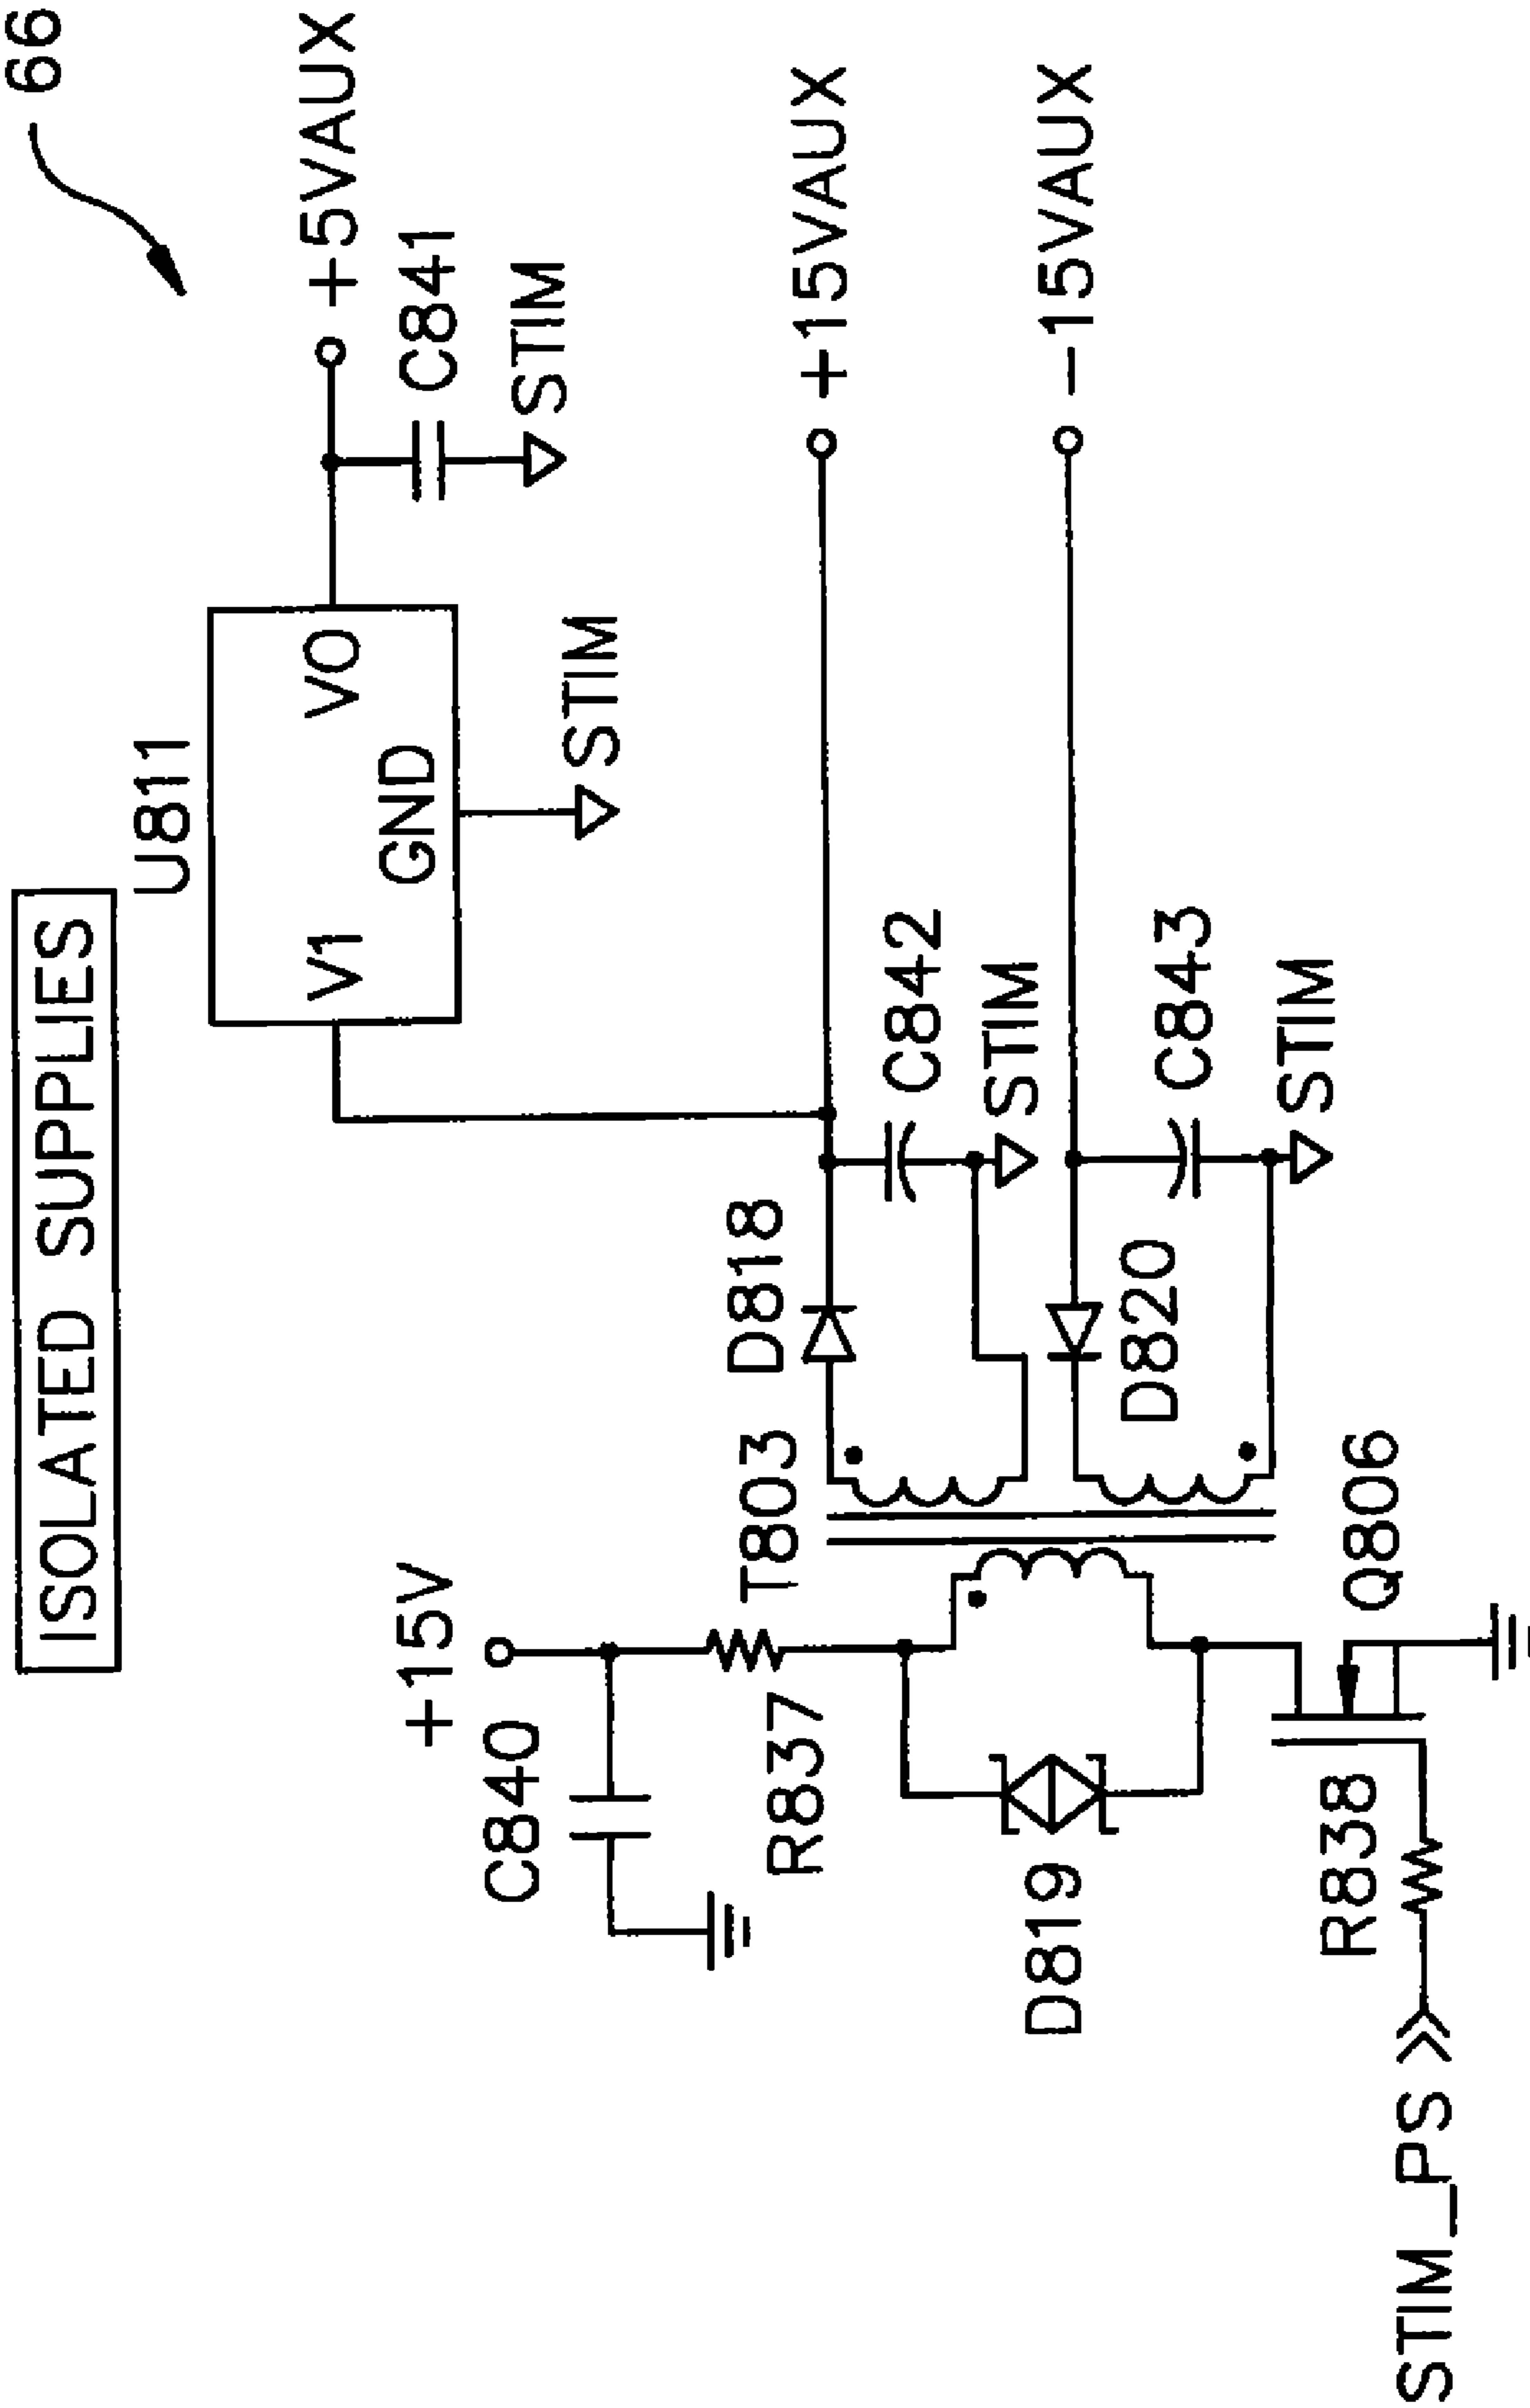 66
ISOLATED SUPPLIES
U811
V1
VO
GND
+5VAUX
C841
STIM
STIM
+15V
C840
R837
T803
D818
C842
STIM
+15VAUX
D819
D820
C843
STIM
-15VAUX
Q806
R838
STIM_PS